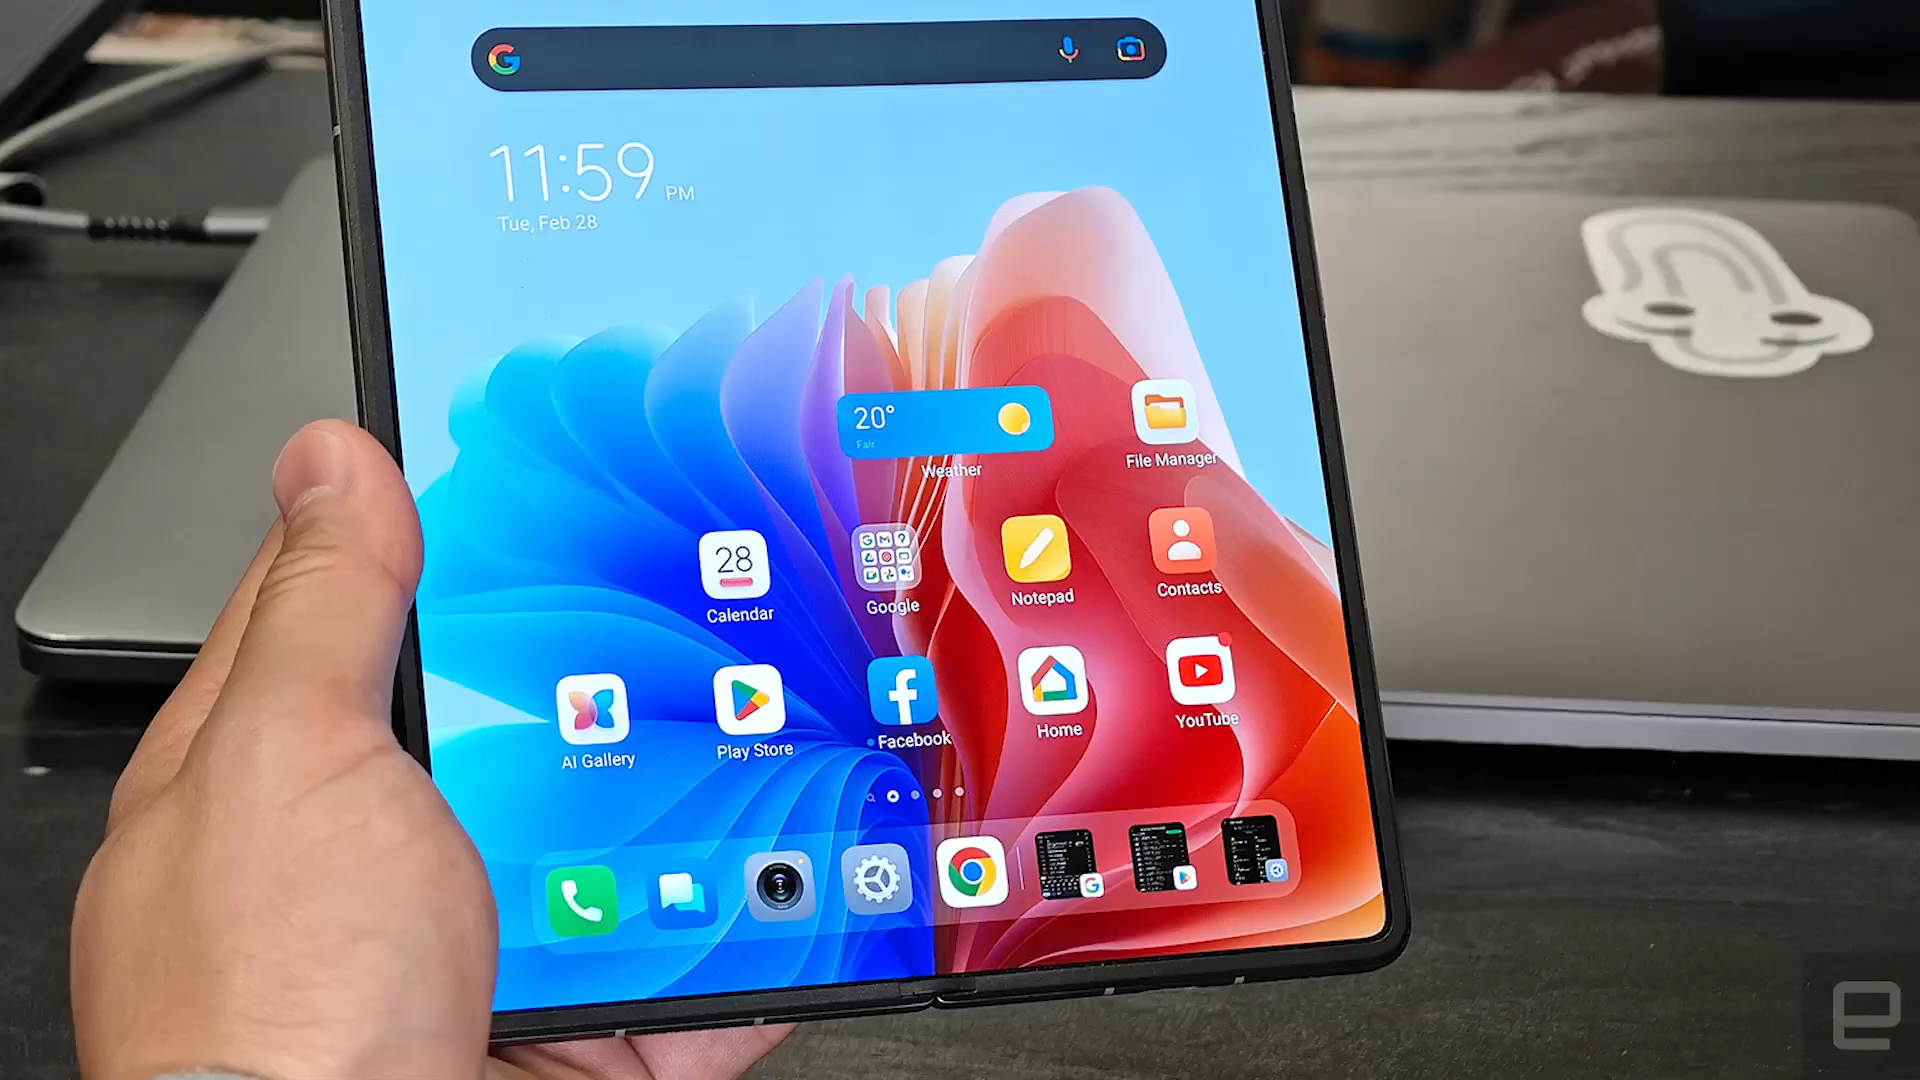 11:59 PM
Tue, Feb 28
20°
Fair
Weather
File Manager
28
Calendar
Google
Notepad
Contacts
AI Gallery
Play Store
Facebook
Home
YouTube